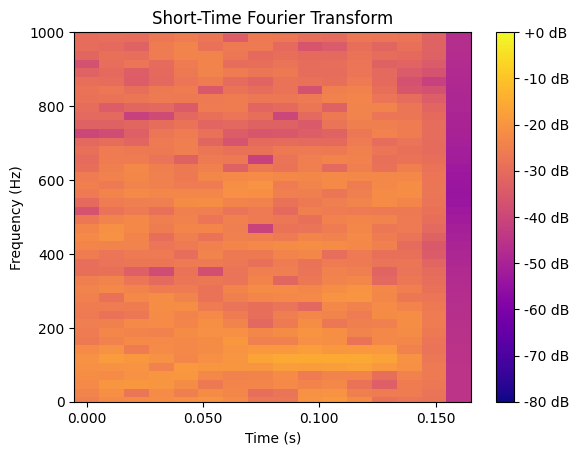 Short-Time Fourier Transform
1000
800
600
400
200
0
Frequency (Hz)
0.000
0.050
0.100
0.150
Time (s)
+0 dB
-10 dB
-20 dB
-30 dB
-40 dB
-50 dB
-60 dB
-70 dB
-80 dB